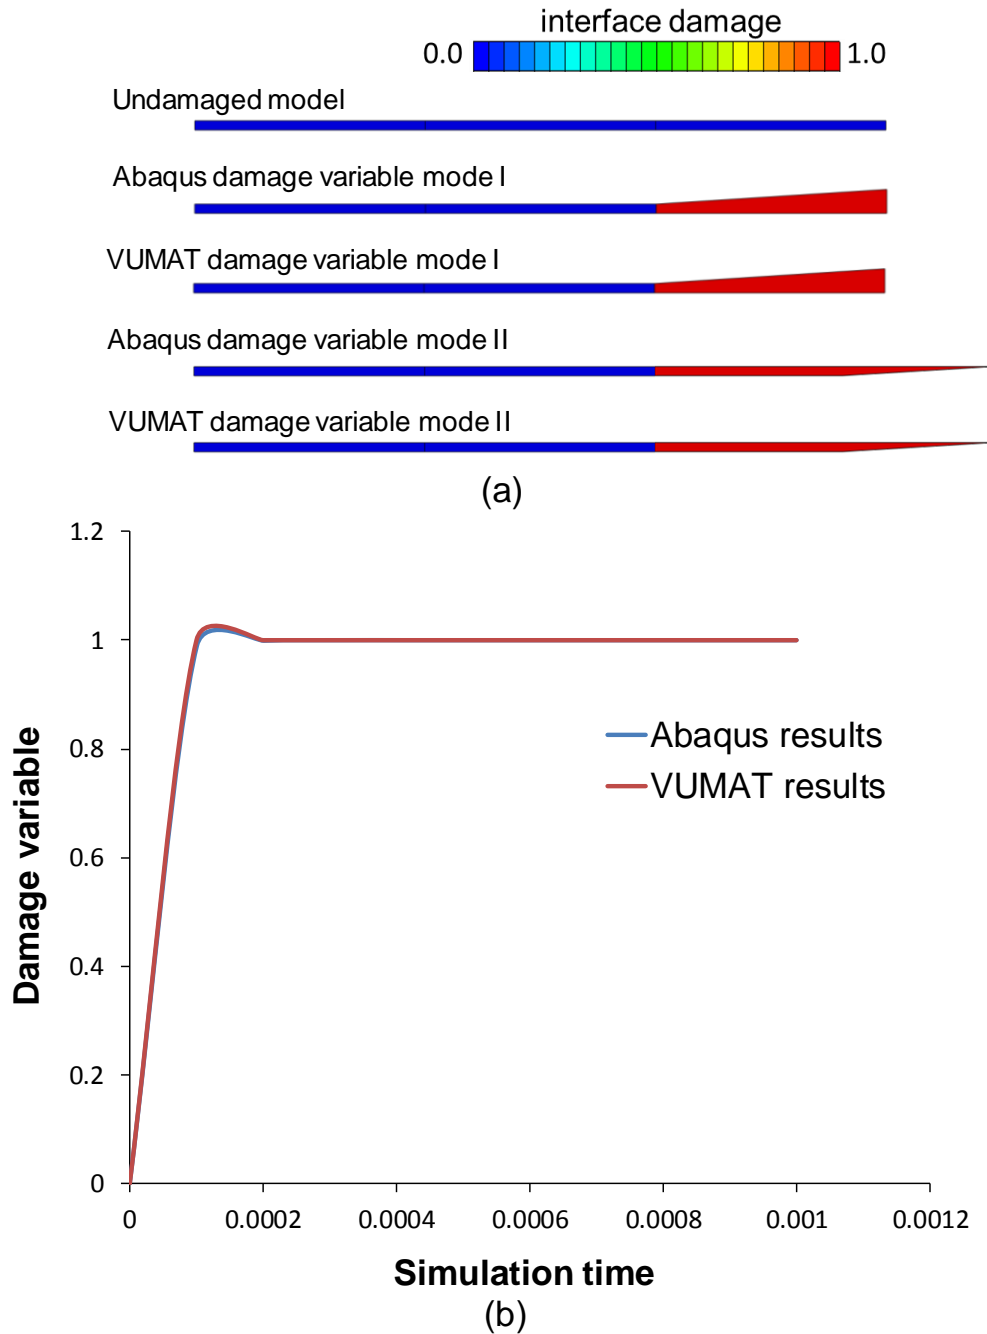 interface damage
0.0 1.0
Undamaged model
Abaqus damage variable mode I
VUMAT damage variable mode I
Abaqus damage variable mode II
VUMAT damage variable mode II
(a)
1.2
1
0.8
0.6
0.4
0.2
0
Damage variable
Abaqus results
VUMAT results
0 0.0002 0.0004 0.0006 0.0008 0.001 0.0012
Simulation time
(b)